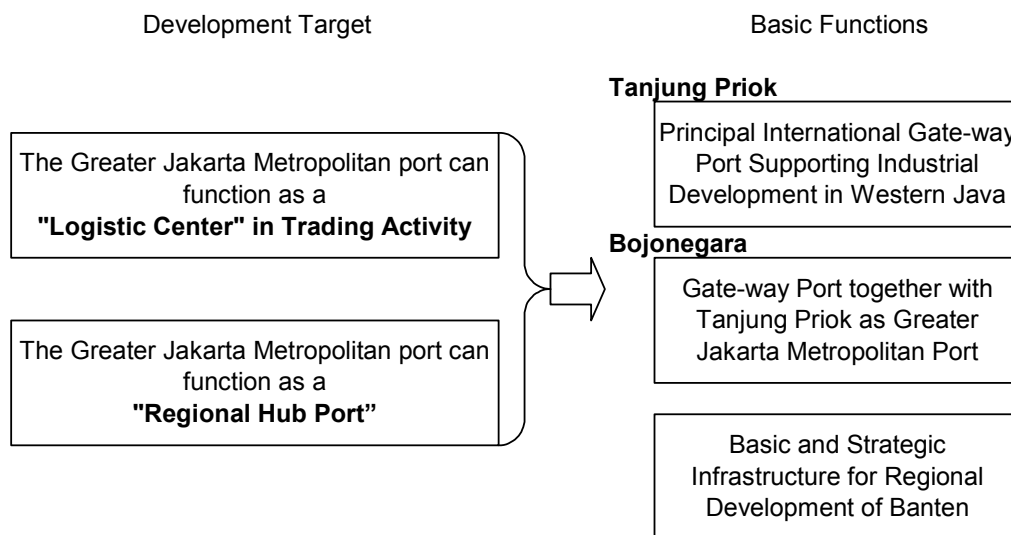 Development Target
Basic Functions
The Greater Jakarta Metropolitan port can
function as a
"Logistic Center" in Trading Activity
The Greater Jakarta Metropolitan port can
function as a
"Regional Hub Port”
Tanjung Priok
Principal International Gate-way
Port Supporting Industrial
Development in Western Java
Bojonegara
Gate-way Port together with
Tanjung Priok as Greater
Jakarta Metropolitan Port
Basic and Strategic
Infrastructure for Regional
Development of Banten